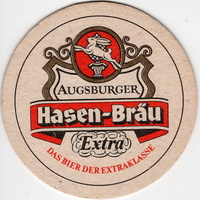 AUGSBURGER
Hasen-Bräu
Extra
DAS BIER DER EXTRAKLASSE